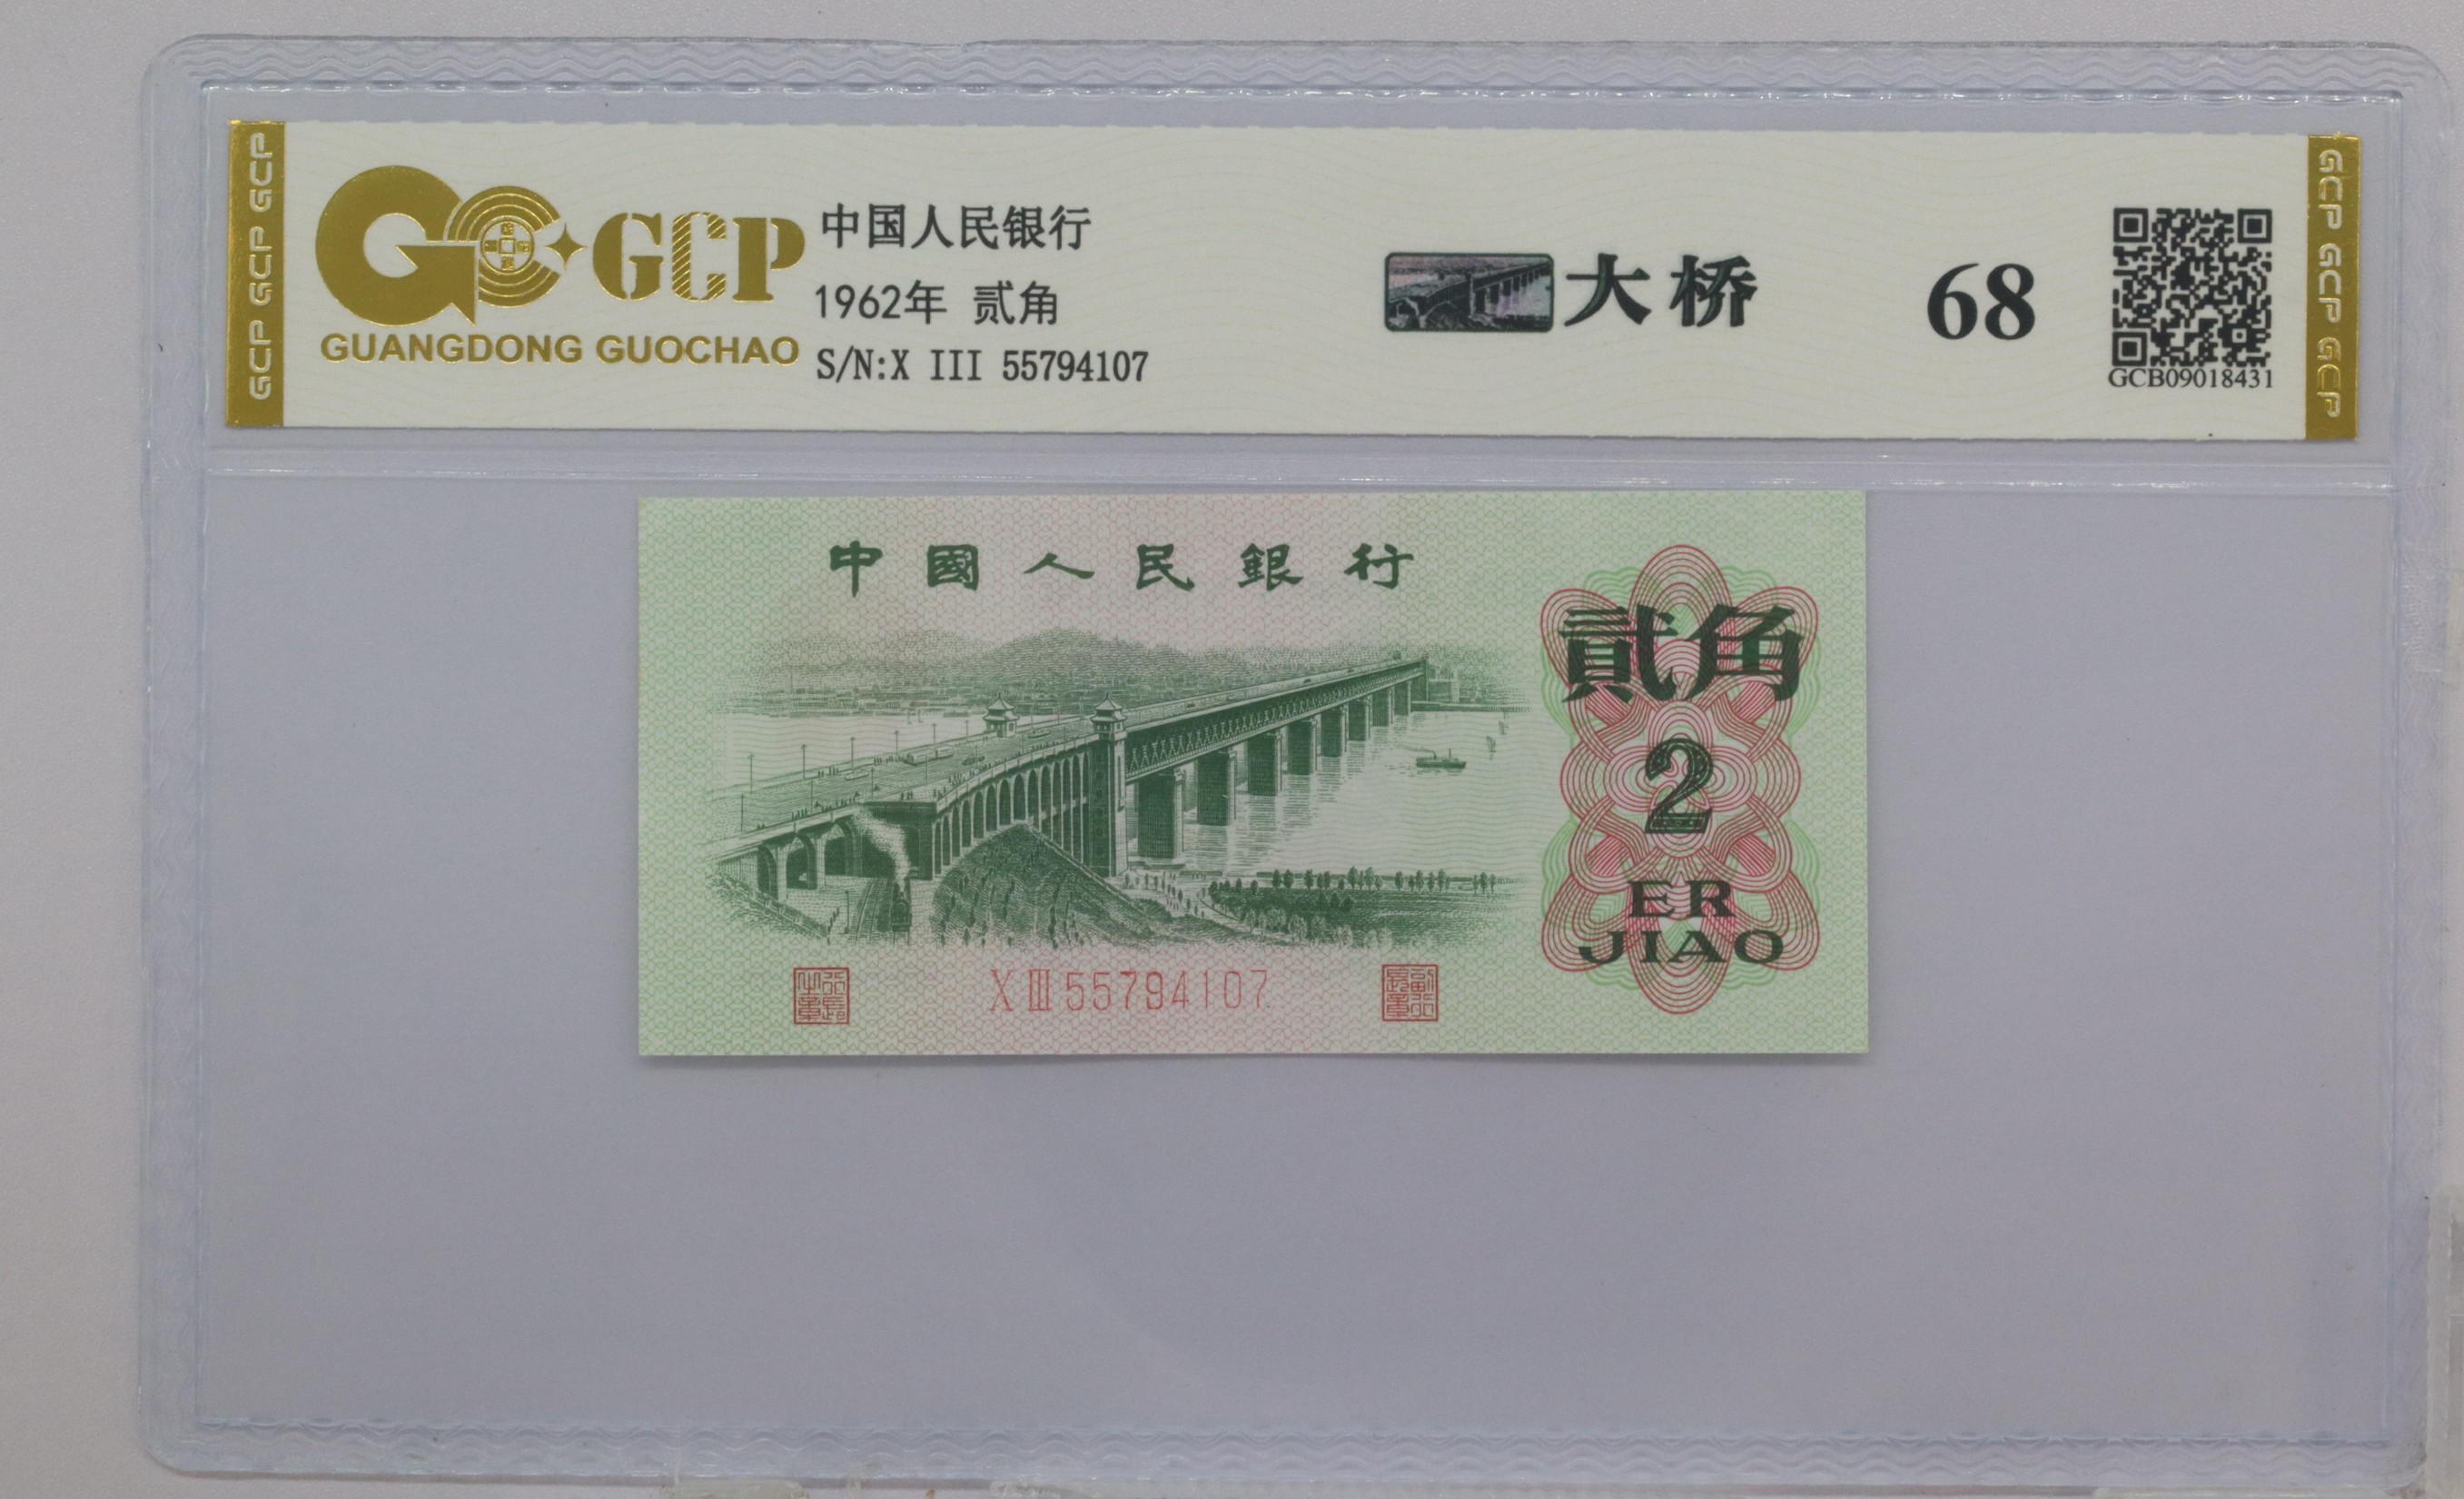 GCP GCP GCP
GCP
GUANGDONG GUOCHAO
中国人民银行
1962年 贰角
S/N:X III 55794107
大桥
68
GCB09018431
GCP GCP GCP
中國人民銀行
貳角
2
ER
JIAO
X III 55794107